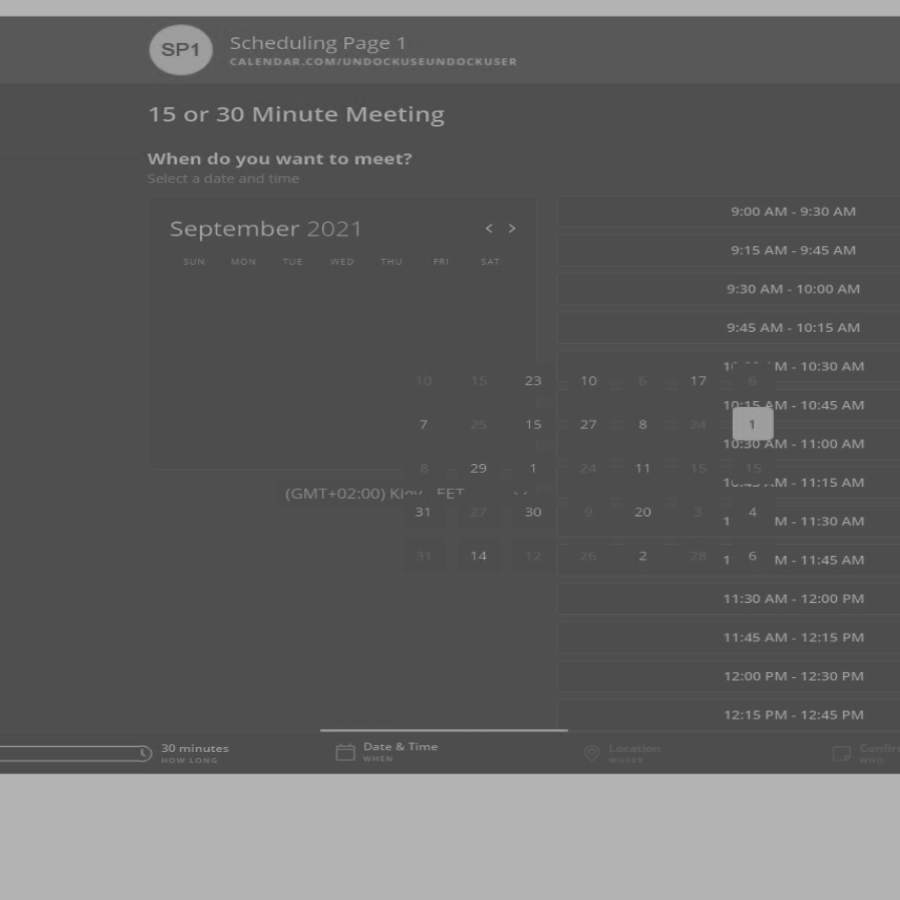 SP1
Scheduling Page 1
CALENDAR.COM/UNDOCKUSEUNDOCKUSER
15 or 30 Minute Meeting
When do you want to meet?
Select a date and time
September 2021
SUN MON TUE WED THU FRI SAT
9:00 AM - 9:30 AM
9:15 AM - 9:45 AM
9:30 AM - 10:00 AM
9:45 AM - 10:15 AM
M - 10:30 AM
10 15 23 10 6 17 6
10:15 AM - 10:45 AM
7 25 15 27 8 24 1
10:30 AM - 11:00 AM
8 29 1 24 11 15 15
M - 11:15 AM
(GMT+02:00) Kiev EET
31 27 30 9 20 3 4
1 M - 11:30 AM
31 14 12 26 2 28 6
1 M - 11:45 AM
11:30 AM - 12:00 PM
11:45 AM - 12:15 PM
12:00 PM - 12:30 PM
12:15 PM - 12:45 PM
30 minutes
HOW LONG
Date & Time
WHEN
Location
WHERE
Confir
WHO